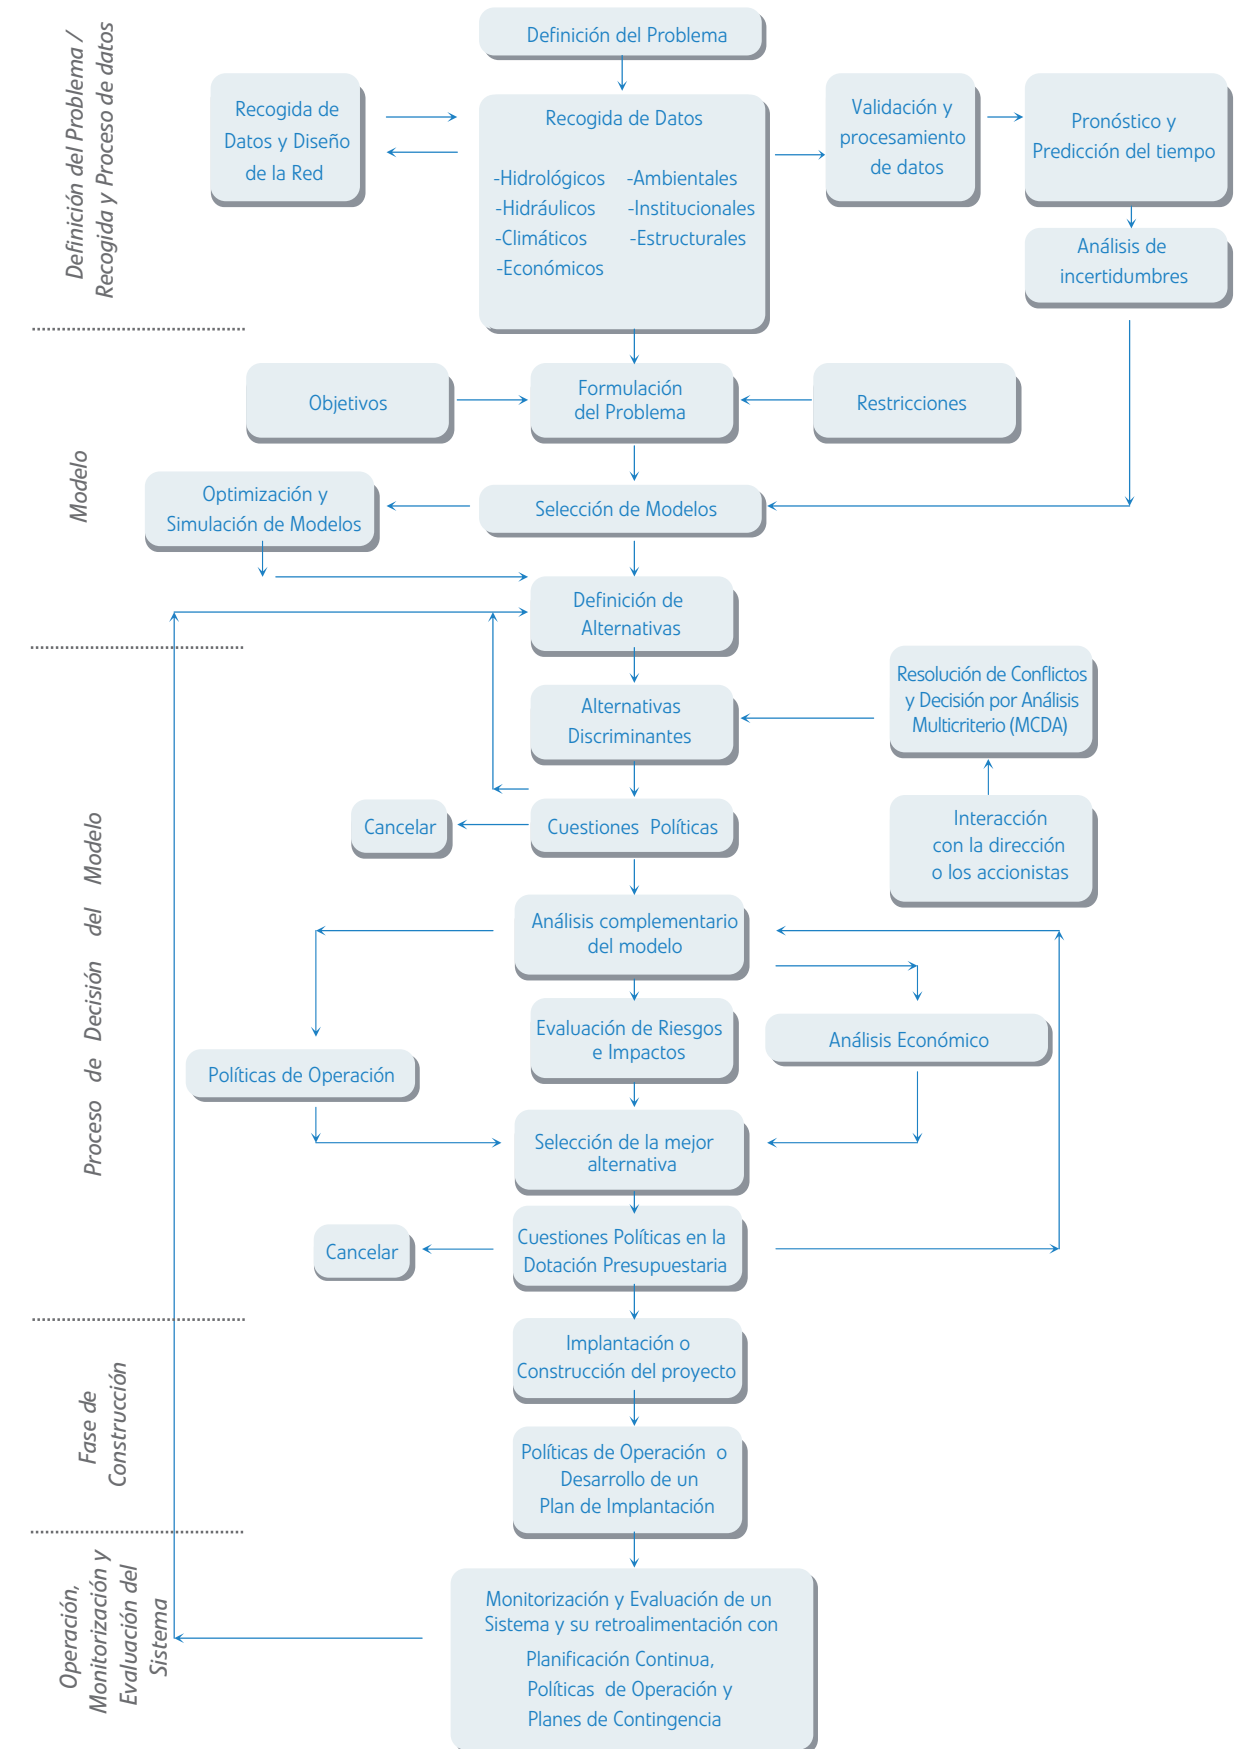 Definición del Problema /
Recogida y Proceso de datos
Definición del Problema
Recogida de
Datos y Diseño
de la Red
Recogida de Datos
-Hidrológicos
-Hidráulicos
-Climáticos
-Económicos
-Ambientales
-Institucionales
-Estructurales
Validación y
procesamiento
de datos
Pronóstico y
Predicción del tiempo
Análisis de
incertidumbres
Modelo
Objetivos
Formulación
del Problema
Restricciones
Optimización y
Simulación de Modelos
Selección de Modelos
Definición de
Alternativas
Proceso de Decisión del Modelo
Alternativas
Discriminantes
Resolución de Conflictos
y Decisión por Análisis
Multicriterio (MCDA)
Interacción
con la dirección
o los accionistas
Cancelar
Cuestiones Políticas
Análisis complementario
del modelo
Políticas de Operación
Evaluación de Riesgos
e Impactos
Análisis Económico
Selección de la mejor
alternativa
Cancelar
Cuestiones Políticas en la
Dotación Presupuestaria
Fase de
Construcción
Implantación o
Construcción del proyecto
Políticas de Operación o
Desarrollo de un
Plan de Implantación
Operación,
Monitorización y
Evaluación del
Sistema
Monitorización y Evaluación de un
Sistema y su retroalimentación con
Planificación Continua,
Políticas de Operación y
Planes de Contingencia